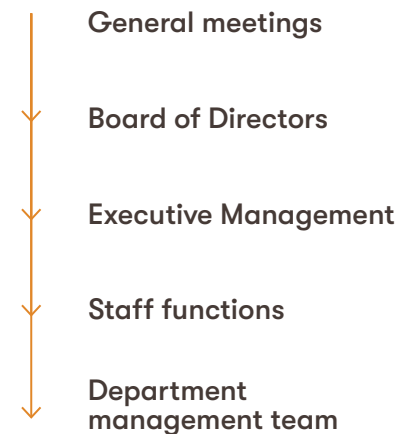 General meetings
Board of Directors
Executive Management
Staff functions
Department
management team